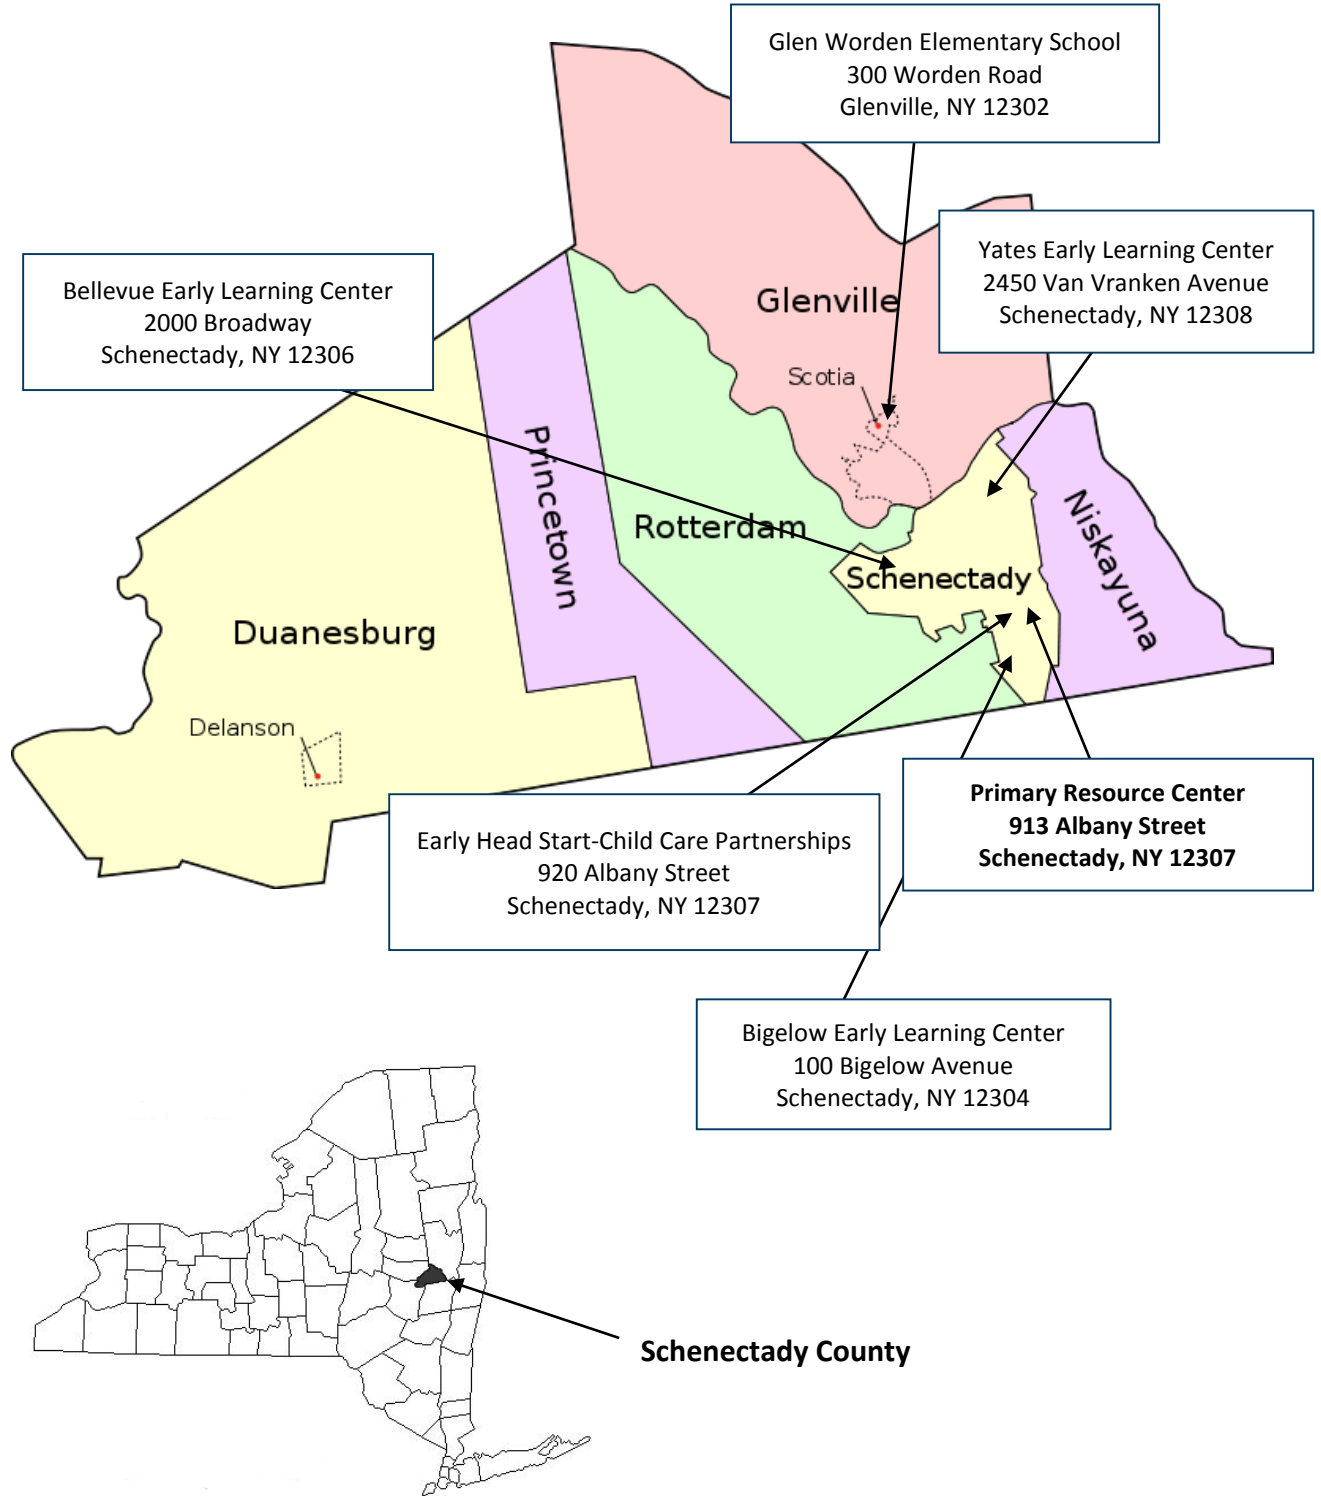 Glen Worden Elementary School
300 Worden Road
Glenville, NY 12302
Yates Early Learning Center
2450 Van Vranken Avenue
Schenectady, NY 12308
Bellevue Early Learning Center
2000 Broadway
Schenectady, NY 12306
Glenville
Scotia
Princetown
Rotterdam
Niskayuna
Schenectady
Duanesburg
Delanson
Primary Resource Center
913 Albany Street
Schenectady, NY 12307
Early Head Start-Child Care Partnerships
920 Albany Street
Schenectady, NY 12307
Bigelow Early Learning Center
100 Bigelow Avenue
Schenectady, NY 12304
Schenectady County